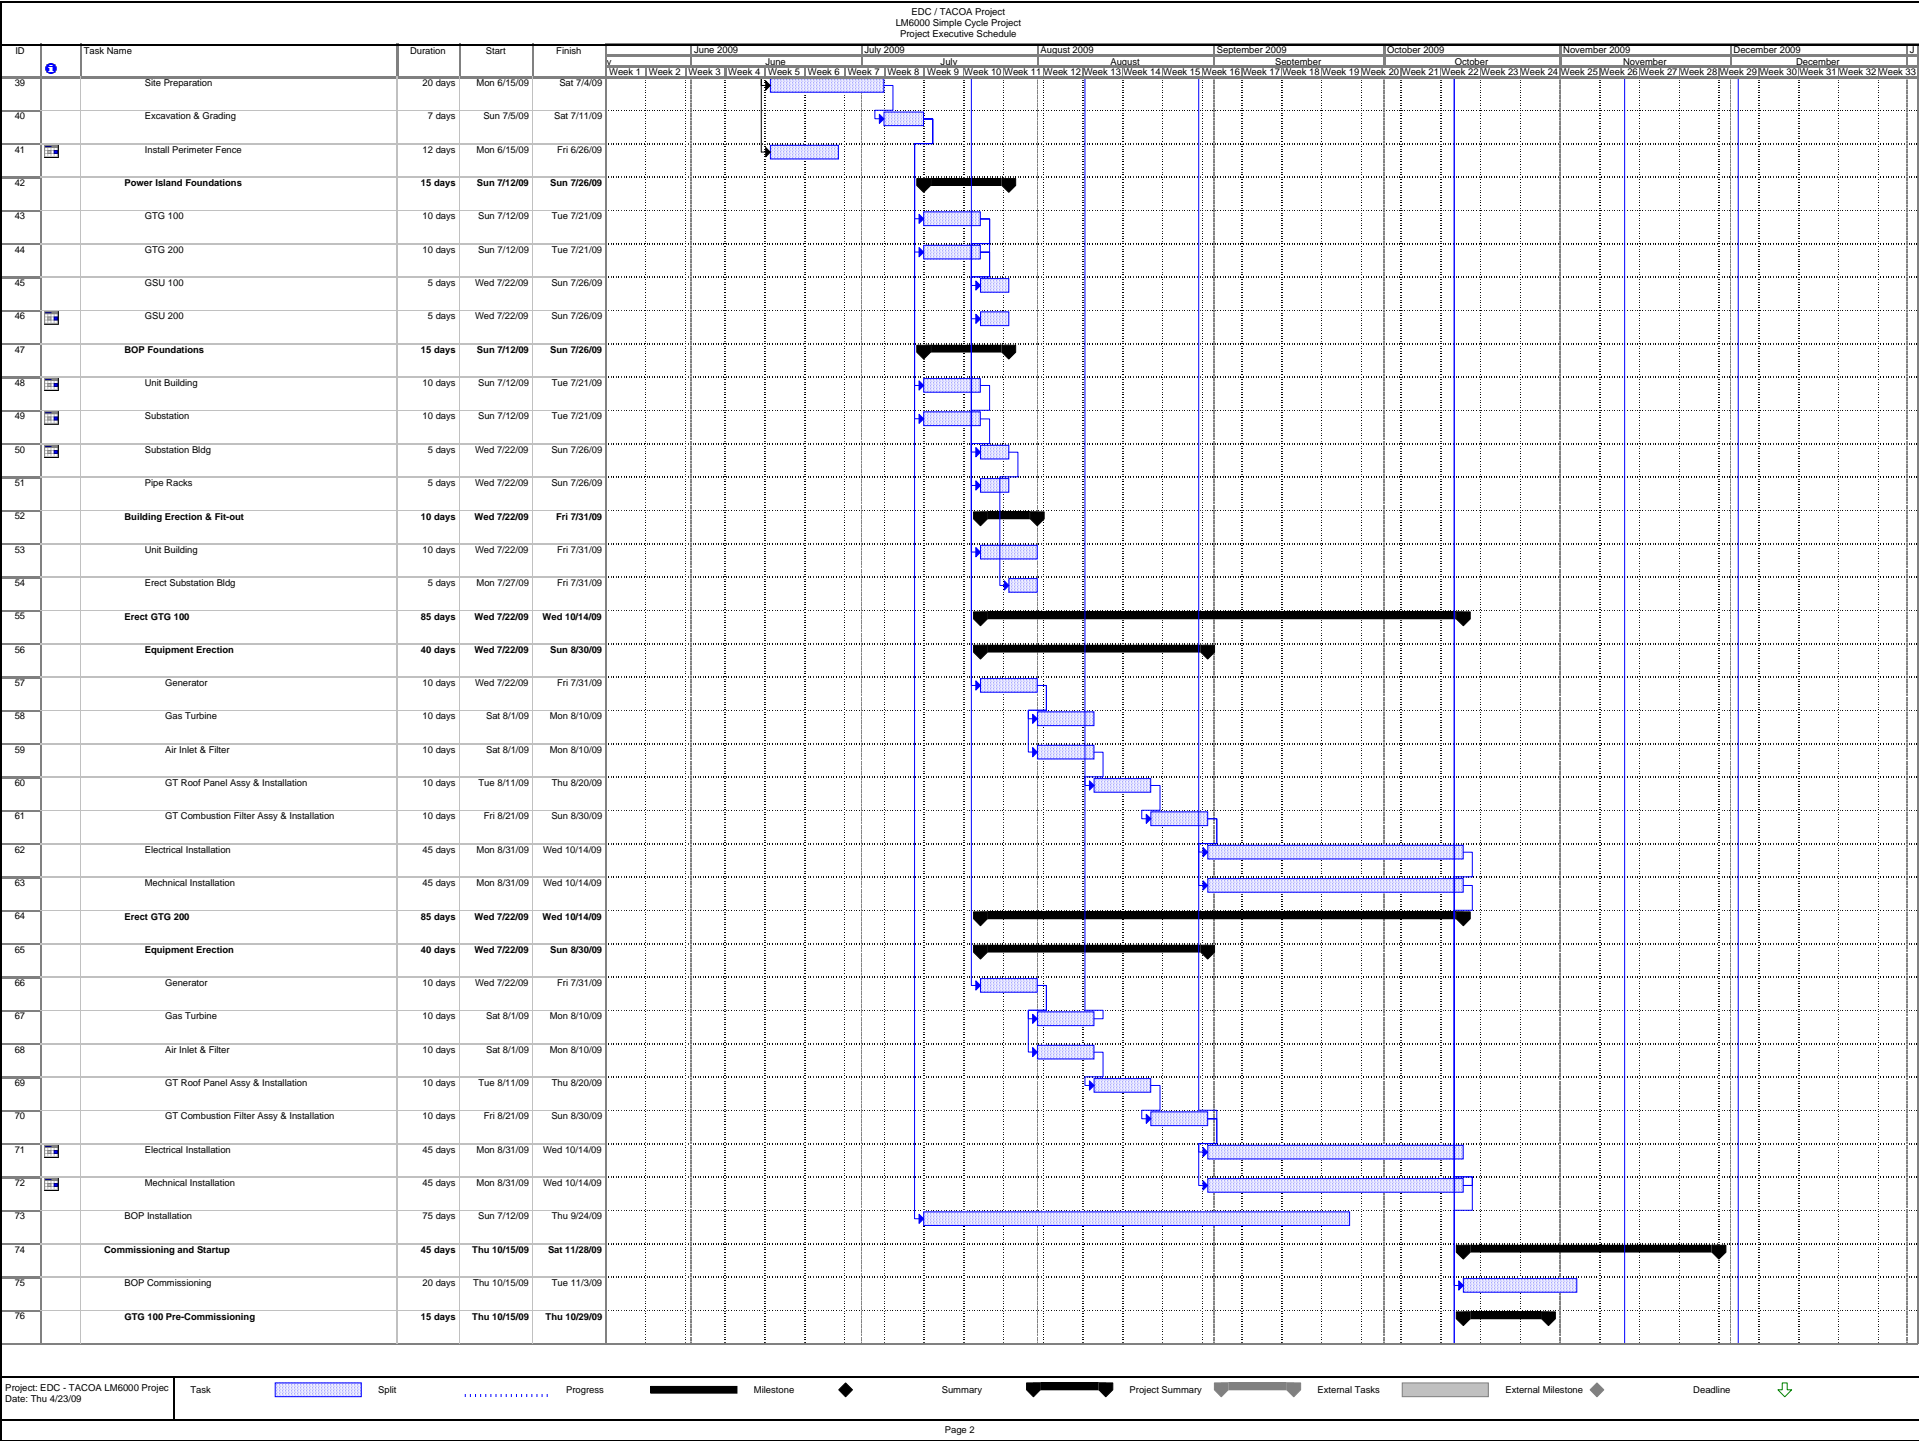 EDC / TACOA Project
LM6000 Simple Cycle Project
Project Executive Schedule
ID Task Name Duration Start Finish June 2009 July 2009 August 2009 September 2009 October 2009 November 2009 December 2009 J
y June July August September October November December
Week 1 Week 2 Week 3 Week 4 Week 5 Week 6 Week 7 Week 8 Week 9 Week 10 Week 11 Week 12 Week 13 Week 14 Week 15 Week 16 Week 17 Week 18 Week 19 Week 20 Week 21 Week 22 Week 23 Week 24 Week 25 Week 26 Week 27 Week 28 Week 29 Week 30 Week 31 Week 32 Week 33
39 Site Preparation 20 days Mon 6/15/09 Sat 7/4/09
40 Excavation & Grading 7 days Sun 7/5/09 Sat 7/11/09
41 Install Perimeter Fence 12 days Mon 6/15/09 Fri 6/26/09
42 Power Island Foundations 15 days Sun 7/12/09 Sun 7/26/09
43 GTG 100 10 days Sun 7/12/09 Tue 7/21/09
44 GTG 200 10 days Sun 7/12/09 Tue 7/21/09
45 GSU 100 5 days Wed 7/22/09 Sun 7/26/09
46 GSU 200 5 days Wed 7/22/09 Sun 7/26/09
47 BOP Foundations 15 days Sun 7/12/09 Sun 7/26/09
48 Unit Building 10 days Sun 7/12/09 Tue 7/21/09
49 Substation 10 days Sun 7/12/09 Tue 7/21/09
50 Substation Bldg 5 days Wed 7/22/09 Sun 7/26/09
51 Pipe Racks 5 days Wed 7/22/09 Sun 7/26/09
52 Building Erection & Fit-out 10 days Wed 7/22/09 Fri 7/31/09
53 Unit Building 10 days Wed 7/22/09 Fri 7/31/09
54 Erect Substation Bldg 5 days Mon 7/27/09 Fri 7/31/09
55 Erect GTG 100 85 days Wed 7/22/09 Wed 10/14/09
56 Equipment Erection 40 days Wed 7/22/09 Sun 8/30/09
57 Generator 10 days Wed 7/22/09 Fri 7/31/09
58 Gas Turbine 10 days Sat 8/1/09 Mon 8/10/09
59 Air Inlet & Filter 10 days Sat 8/1/09 Mon 8/10/09
60 GT Roof Panel Assy & Installation 10 days Tue 8/11/09 Thu 8/20/09
61 GT Combustion Filter Assy & Installation 10 days Fri 8/21/09 Sun 8/30/09
62 Electrical Installation 45 days Mon 8/31/09 Wed 10/14/09
63 Mechnical Installation 45 days Mon 8/31/09 Wed 10/14/09
64 Erect GTG 200 85 days Wed 7/22/09 Wed 10/14/09
65 Equipment Erection 40 days Wed 7/22/09 Sun 8/30/09
66 Generator 10 days Wed 7/22/09 Fri 7/31/09
67 Gas Turbine 10 days Sat 8/1/09 Mon 8/10/09
68 Air Inlet & Filter 10 days Sat 8/1/09 Mon 8/10/09
69 GT Roof Panel Assy & Installation 10 days Tue 8/11/09 Thu 8/20/09
70 GT Combustion Filter Assy & Installation 10 days Fri 8/21/09 Sun 8/30/09
71 Electrical Installation 45 days Mon 8/31/09 Wed 10/14/09
72 Mechnical Installation 45 days Mon 8/31/09 Wed 10/14/09
73 BOP Installation 75 days Sun 7/12/09 Thu 9/24/09
74 Commissioning and Startup 45 days Thu 10/15/09 Sat 11/28/09
75 BOP Commissioning 20 days Thu 10/15/09 Tue 11/3/09
76 GTG 100 Pre-Commissioning 15 days Thu 10/15/09 Thu 10/29/09
Project: EDC - TACOA LM6000 Projec
Date: Thu 4/23/09
Task Split Progress Milestone Summary Project Summary External Tasks External Milestone Deadline
Page 2